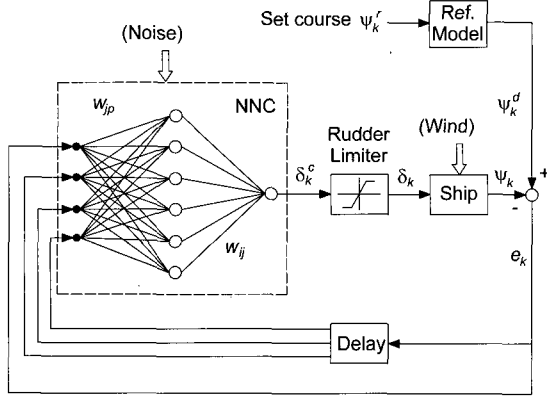 Set course ψ_k^r
Ref.
Model
(Noise)
w_jp
NNC
ψ_k^d
Rudder
Limiter
(Wind)
δ_k^c
δ_k
Ship
ψ_k
+
-
w_ij
e_k
Delay